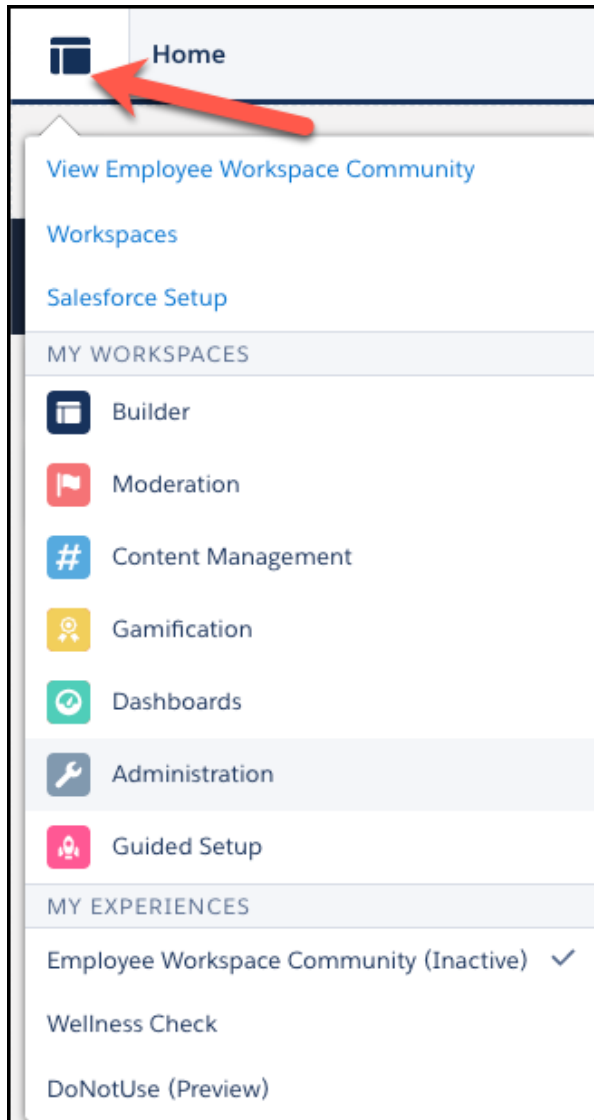 Home
View Employee Workspace Community
Workspaces
Salesforce Setup
MY WORKSPACES
Builder
Moderation
# Content Management
Gamification
Dashboards
Administration
Guided Setup
MY EXPERIENCES
Employee Workspace Community (Inactive) ✓
Wellness Check
DoNotUse (Preview)